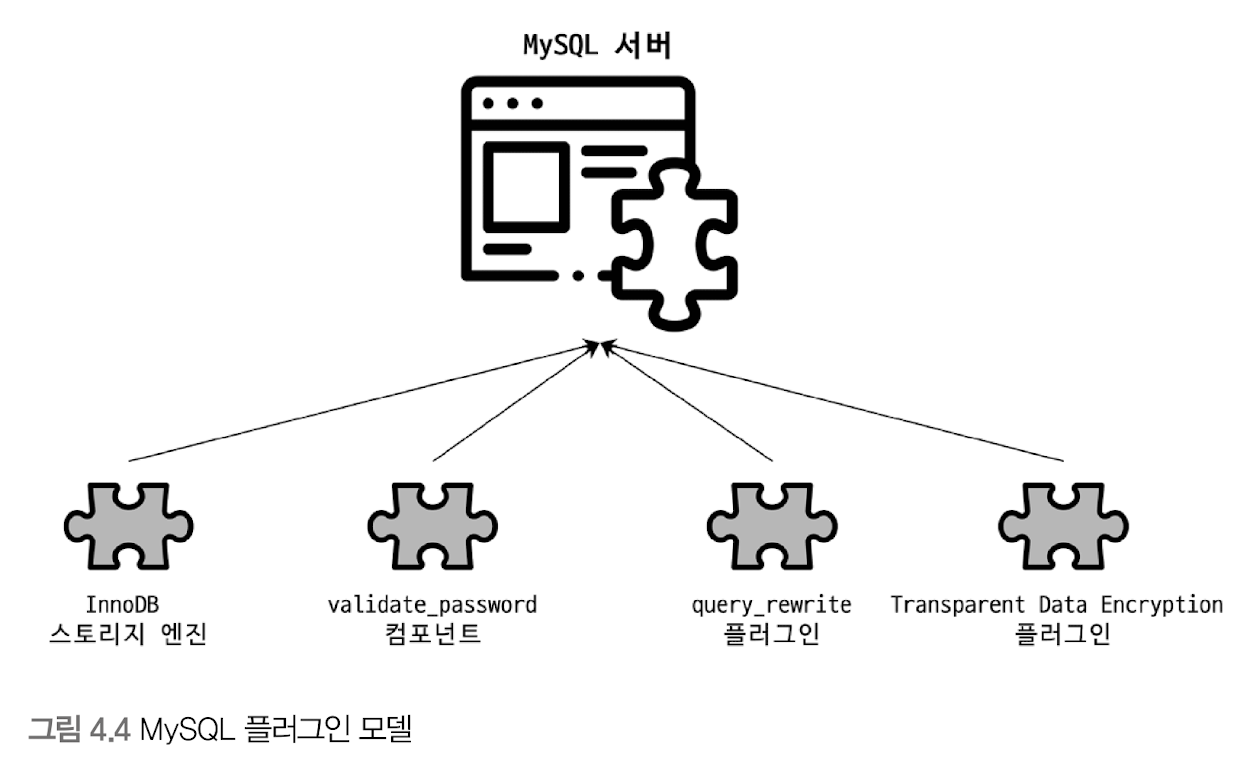 MySQL 서버
InnoDB
스토리지 엔진
validate_password
컴포넌트
query_rewrite
플러그인
Transparent Data Encryption
플러그인
그림 4.4 MySQL 플러그인 모델